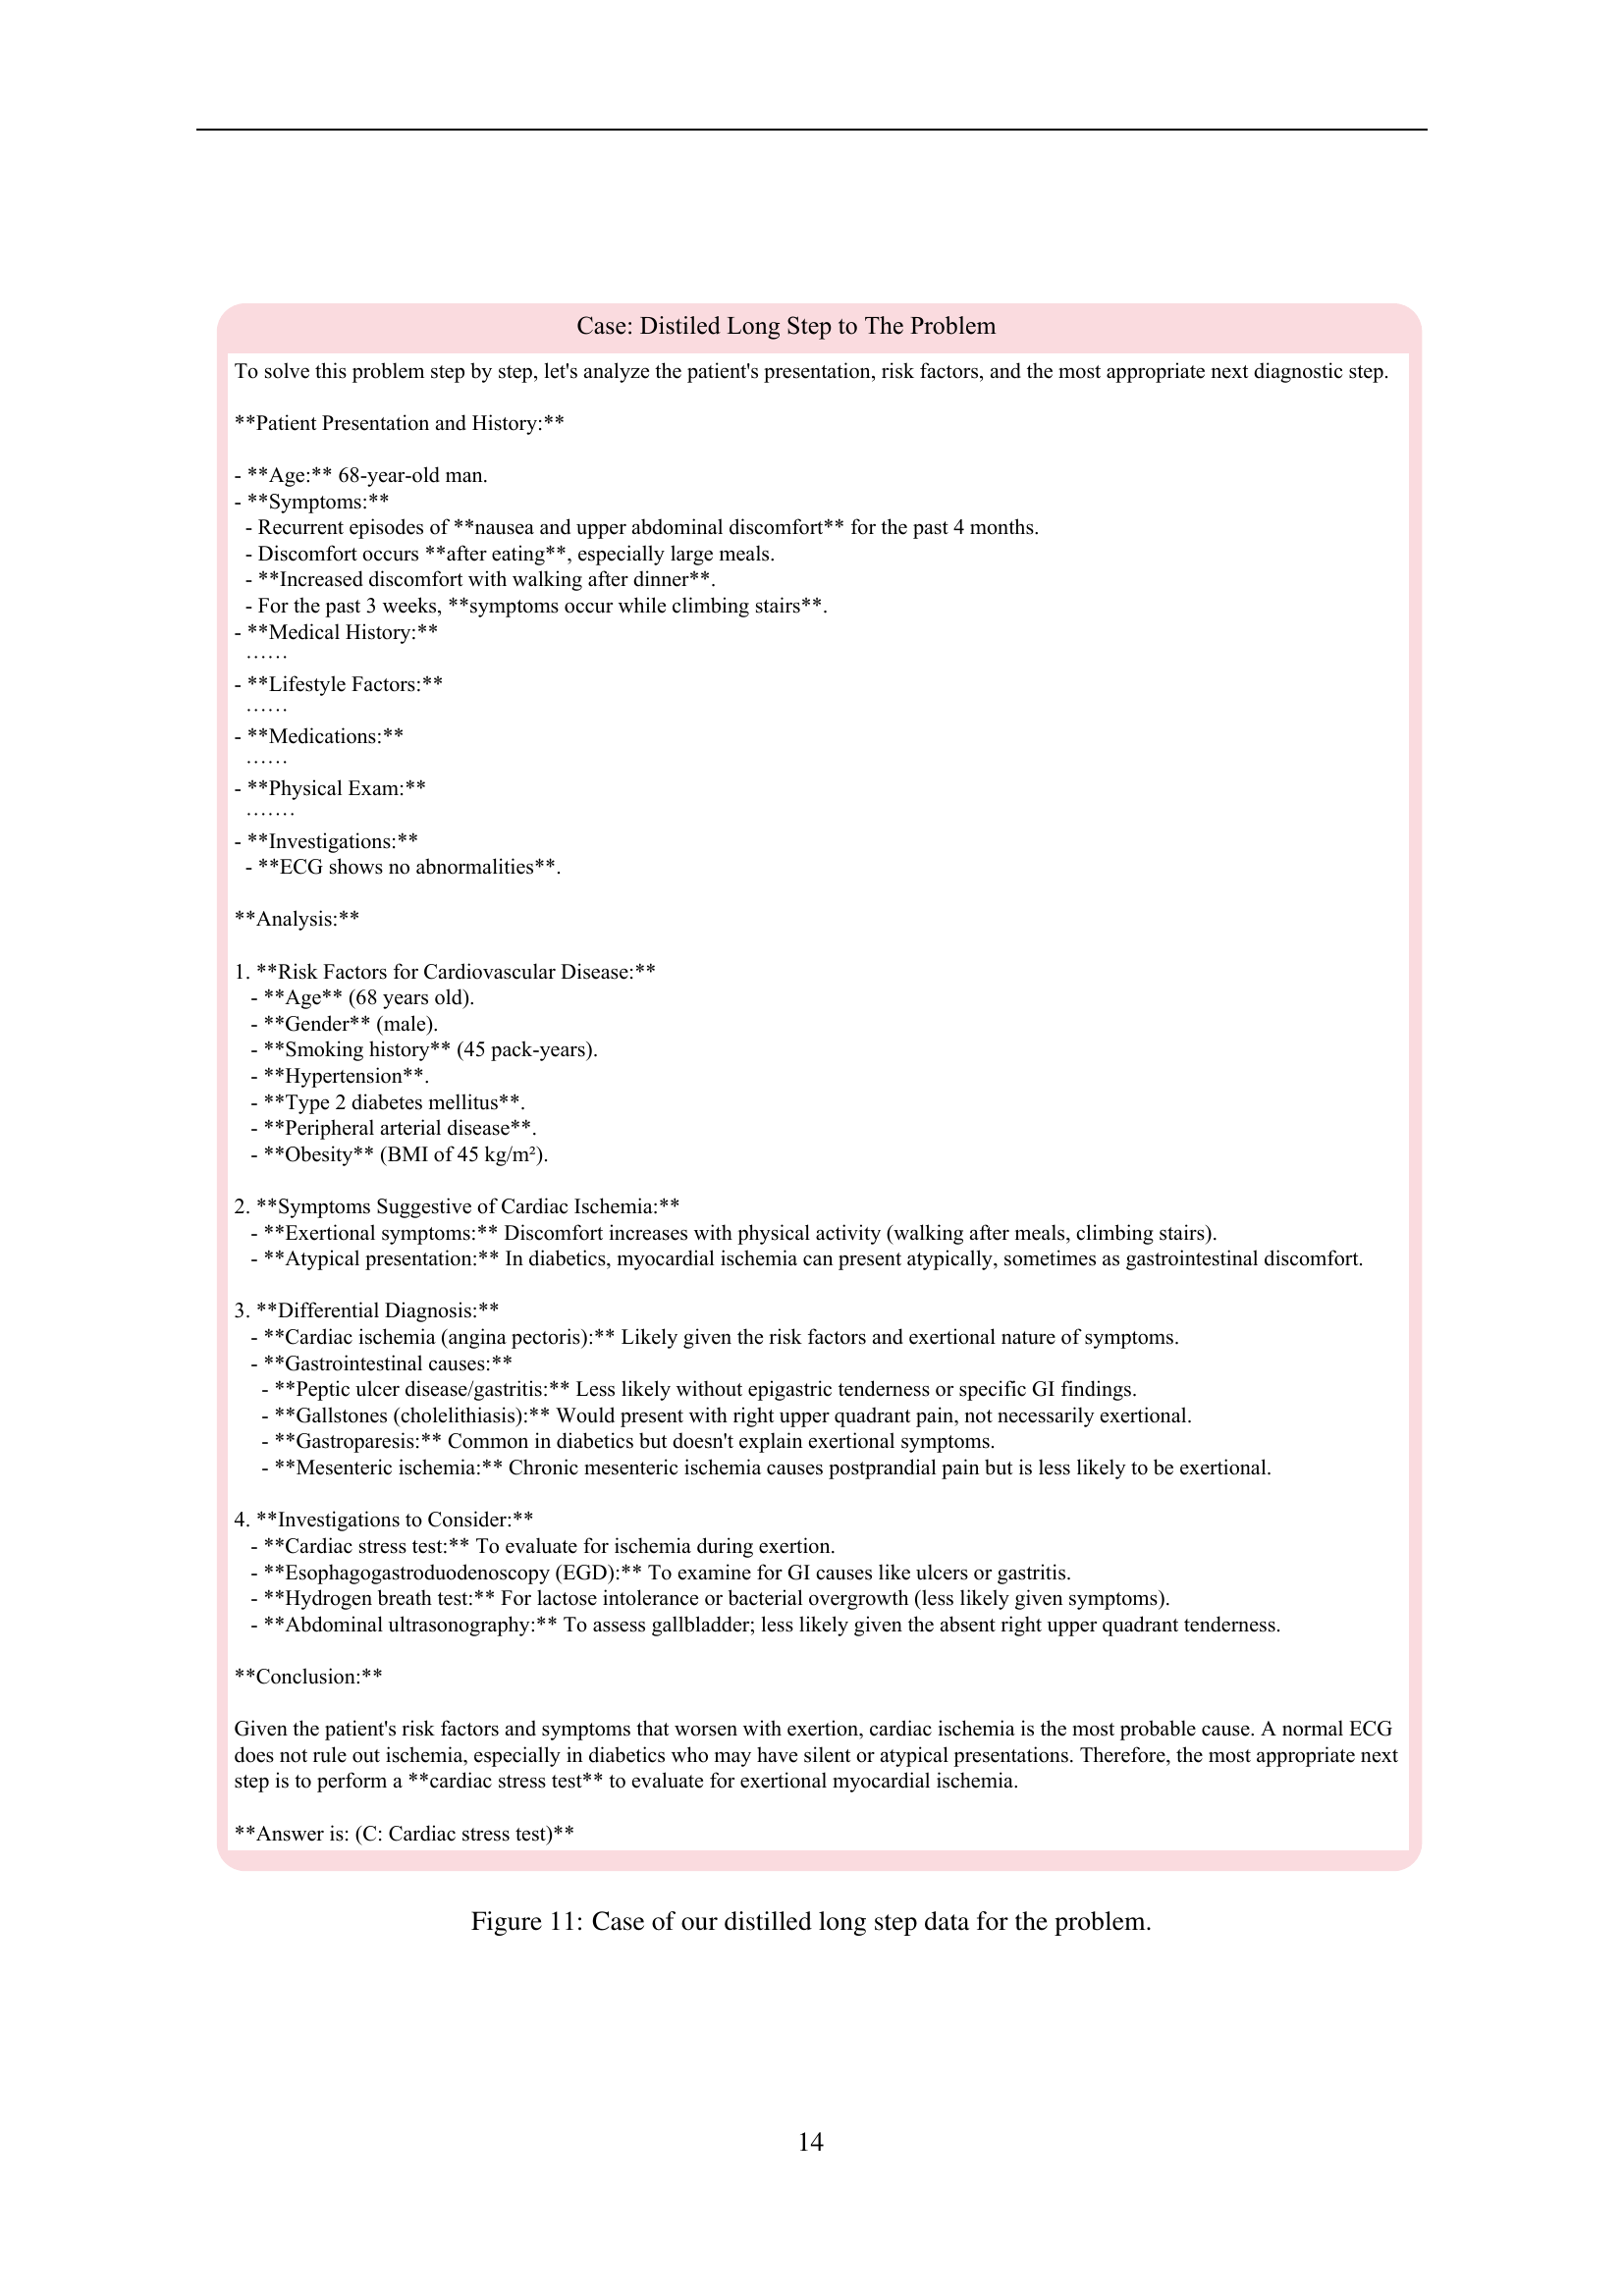 Case: Distiled Long Step to The Problem
To solve this problem step by step, let's analyze the patient's presentation, risk factors, and the most appropriate next diagnostic step.
**Patient Presentation and History:**
- **Age:** 68-year-old man.
- **Symptoms:**
- Recurrent episodes of **nausea and upper abdominal discomfort** for the past 4 months.
- Discomfort occurs **after eating**, especially large meals.
- **Increased discomfort with walking after dinner**.
- For the past 3 weeks, **symptoms occur while climbing stairs**.
- **Medical History:**
······
- **Lifestyle Factors:**
······
- **Medications:**
······
- **Physical Exam:**
·······
- **Investigations:**
- **ECG shows no abnormalities**.
**Analysis:**
1. **Risk Factors for Cardiovascular Disease:**
- **Age** (68 years old).
- **Gender** (male).
- **Smoking history** (45 pack-years).
- **Hypertension**.
- **Type 2 diabetes mellitus**.
- **Peripheral arterial disease**.
- **Obesity** (BMI of 45 kg/m²).
2. **Symptoms Suggestive of Cardiac Ischemia:**
- **Exertional symptoms:** Discomfort increases with physical activity (walking after meals, climbing stairs).
- **Atypical presentation:** In diabetics, myocardial ischemia can present atypically, sometimes as gastrointestinal discomfort.
3. **Differential Diagnosis:**
- **Cardiac ischemia (angina pectoris):** Likely given the risk factors and exertional nature of symptoms.
- **Gastrointestinal causes:**
- **Peptic ulcer disease/gastritis:** Less likely without epigastric tenderness or specific GI findings.
- **Gallstones (cholelithiasis):** Would present with right upper quadrant pain, not necessarily exertional.
- **Gastroparesis:** Common in diabetics but doesn't explain exertional symptoms.
- **Mesenteric ischemia:** Chronic mesenteric ischemia causes postprandial pain but is less likely to be exertional.
4. **Investigations to Consider:**
- **Cardiac stress test:** To evaluate for ischemia during exertion.
- **Esophagogastroduodenoscopy (EGD):** To examine for GI causes like ulcers or gastritis.
- **Hydrogen breath test:** For lactose intolerance or bacterial overgrowth (less likely given symptoms).
- **Abdominal ultrasonography:** To assess gallbladder; less likely given the absent right upper quadrant tenderness.
**Conclusion:**
Given the patient's risk factors and symptoms that worsen with exertion, cardiac ischemia is the most probable cause. A normal ECG
does not rule out ischemia, especially in diabetics who may have silent or atypical presentations. Therefore, the most appropriate next
step is to perform a **cardiac stress test** to evaluate for exertional myocardial ischemia.
**Answer is: (C: Cardiac stress test)**
Figure 11: Case of our distilled long step data for the problem.
14